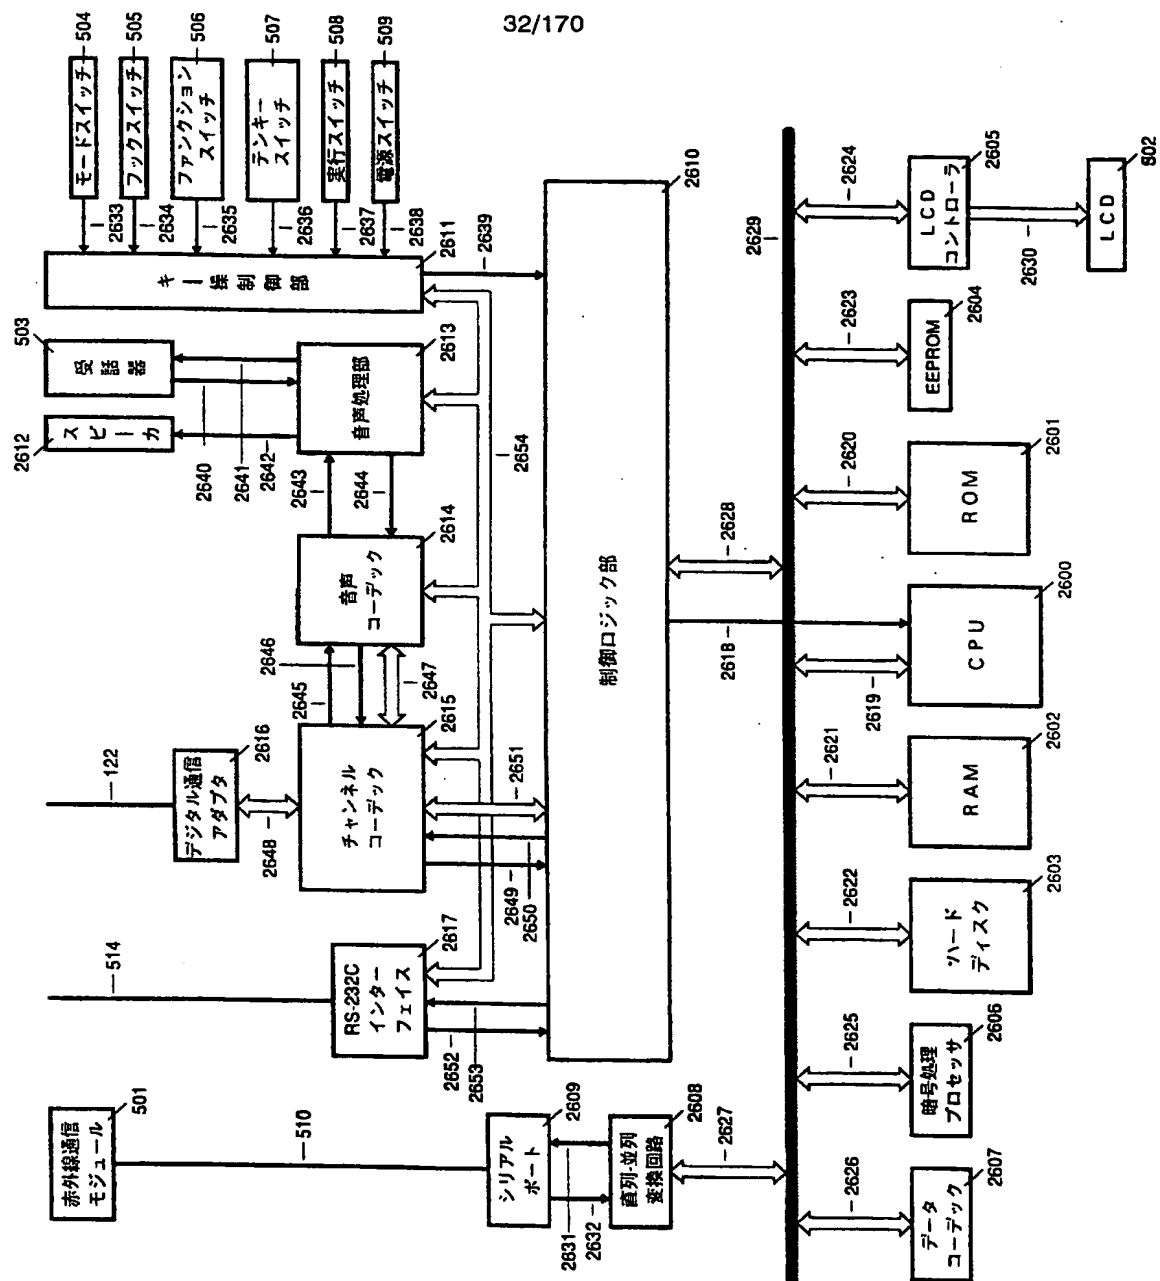 32/170
モードスイッチ
504
フックスイッチ
505
ファンクション
スイッチ
506
テンキー
スイッチ
507
実行スイッチ
508
電源スイッチ
509
2633
2634
2635
2636
2637
2638
キー操制御部
2611
2639
503
受話器
2612
スピーカ
2640
2641
2642
音声処理部
2613
2643
2644
2654
音声
コーデック
2614
2645
2646
2647
チャンネル
コーデック
2615
122
デジタル通信
アダプタ
2616
2648
2649
2650
2651
514
RS-232C
インター
フェイス
2617
2652
2653
制御ロジック部
2610
赤外線通信
モジュール
501
510
シリアル
ポート
2609
2631
2632
直列-並列
変換回路
2608
2627
2618
2628
2629
2624
LCD
コントローラ
2605
2630
LCD
502
2623
EEPROM
2604
2620
ROM
2601
2619
CPU
2600
2621
RAM
2602
2622
ハード
ディスク
2603
2625
暗号処理
プロセッサ
2606
2626
データ
コーデック
2607